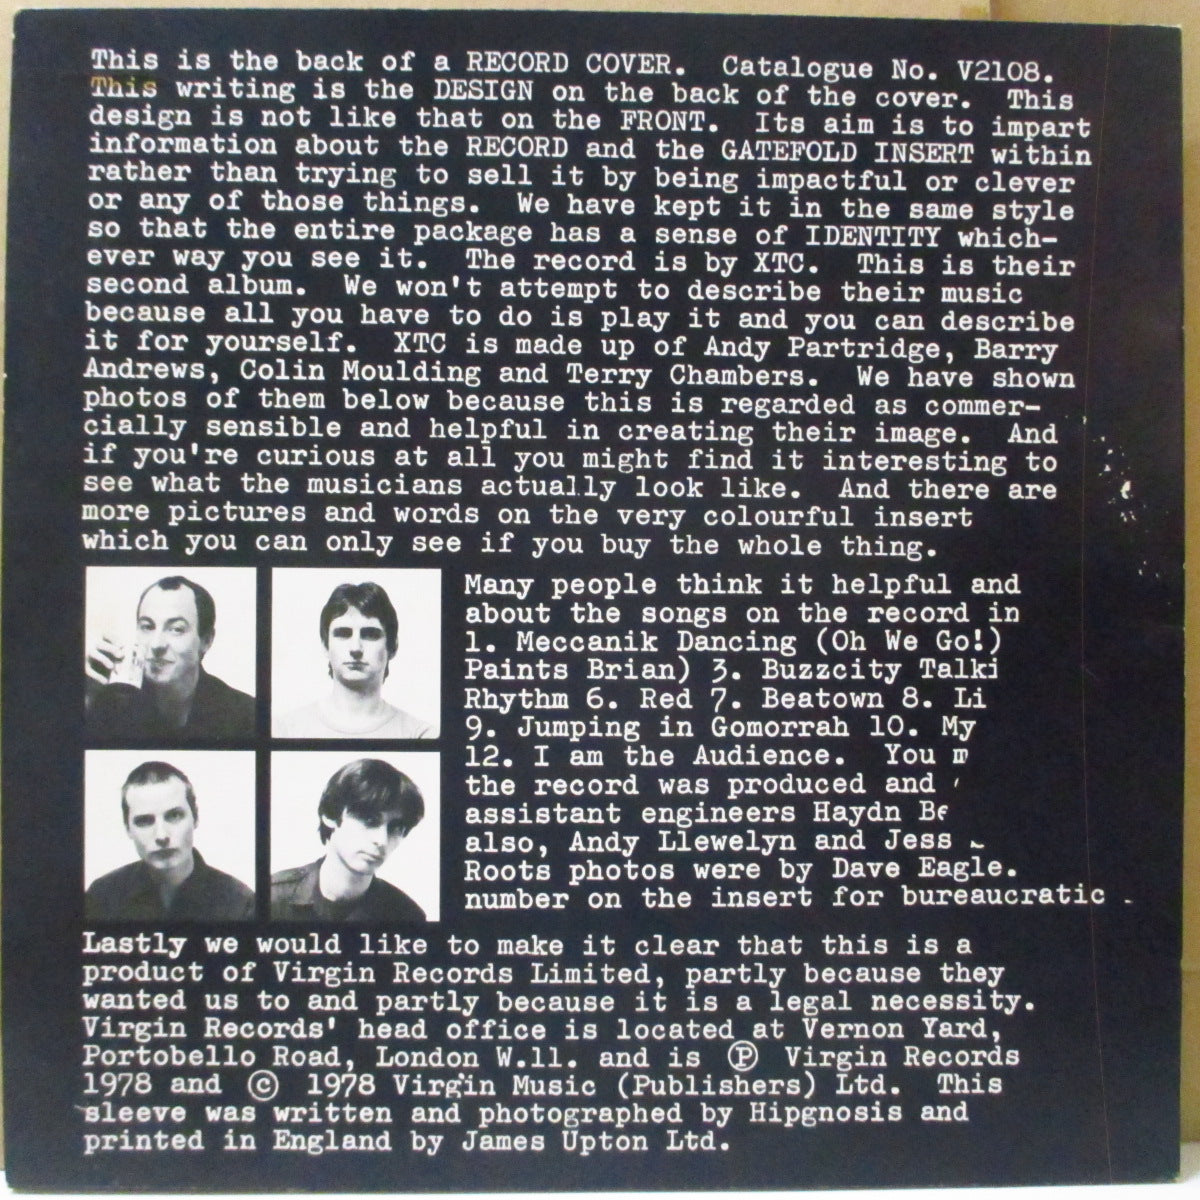 This is the back of a RECORD COVER. Catalogue No. V2108.
This writing is the DESIGN on the back of the cover. This
design is not like that on the FRONT. Its aim is to impart
information about the RECORD and the GATEFOLD INSERT within
rather than trying to sell it by being impactful or clever
or any of those things. We have kept it in the same style
so that the entire package has a sense of IDENTITY which-
ever way you see it. The record is by XTC. This is their
second album. We won't attempt to describe their music
because all you have to do is play it and you can describe
it for yourself. XTC is made up of Andy Partridge, Barry
Andrews, Colin Moulding and Terry Chambers. We have shown
photos of them below because this is regarded as commer-
cially sensible and helpful in creating their image. And
if you're curious at all you might find it interesting to
see what the musicians actually look like. And there are
more pictures and words on the very colourful insert
which you can only see if you buy the whole thing.
Many people think it helpful and
about the songs on the record in
1. Meccanik Dancing (Oh We Go!)
Paints Brian) 3. Buzzcity Talki
Rhythm 6. Red 7. Beatown 8. Li
9. Jumping in Gomorrah 10. My
12. I am the Audience. You
the record was produced and
assistant engineers Haydn
also, Andy Llewelyn and Jess
Roots photos were by Dave Eagle.
number on the insert for bureaucratic
Lastly we would like to make it clear that this is a
product of Virgin Records Limited, partly because they
wanted us to and partly because it is a legal necessity.
Virgin Records' head office is located at Vernon Yard,
Portobello Road, London W.11. and is ℗ Virgin Records
1978 and © 1978 Virgin Music (Publishers) Ltd. This
sleeve was written and photographed by Hipgnosis and
printed in England by James Upton Ltd.